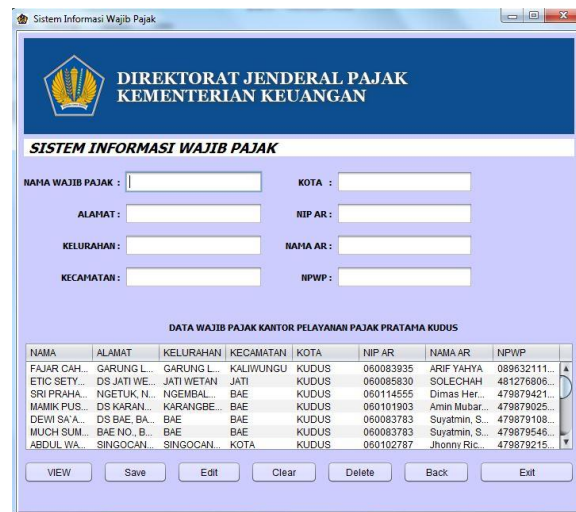 Sistem Informasi Wajib Pajak
DIREKTORAT JENDERAL PAJAK
KEMENTERIAN KEUANGAN
SISTEM INFORMASI WAJIB PAJAK
NAMA WAJIB PAJAK : KOTA :
ALAMAT : NIP AR :
KELURAHAN : NAMA AR :
KECAMATAN : NPWP :
DATA WAJIB PAJAK KANTOR PELAYANAN PAJAK PRATAMA KUDUS
NAMA ALAMAT KELURAHAN KECAMATAN KOTA NIP AR NAMA AR NPWP
FAJAR CAH... GARUNG L... GARUNG L... KALIWUNGU KUDUS 060083935 ARIF YAHYA 089632111...
ETIC SETY... DS JATI WE... JATI WETAN JATI KUDUS 060085830 SOLECHAH 481276806...
SRI PRAHA... NGETUK, N... NGEMBAL... BAE KUDUS 060114555 Dimas Her... 479879421...
MAMIK PUS... DS KARAN... KARANGBE... BAE KUDUS 060101903 Amin Mubar... 479879025...
DEWI SA'A... DS BAE, BA... BAE BAE KUDUS 060083783 Suyatmin, S... 479879108...
MUCH SUM... BAE NO., B... BAE BAE KUDUS 060083783 Suyatmin, S... 479879546...
ABDUL WA... SINGOCAN... SINGOCAN... KOTA KUDUS 060102787 Jhonny Ric... 479879215...
VIEW Save Edit Clear Delete Back Exit